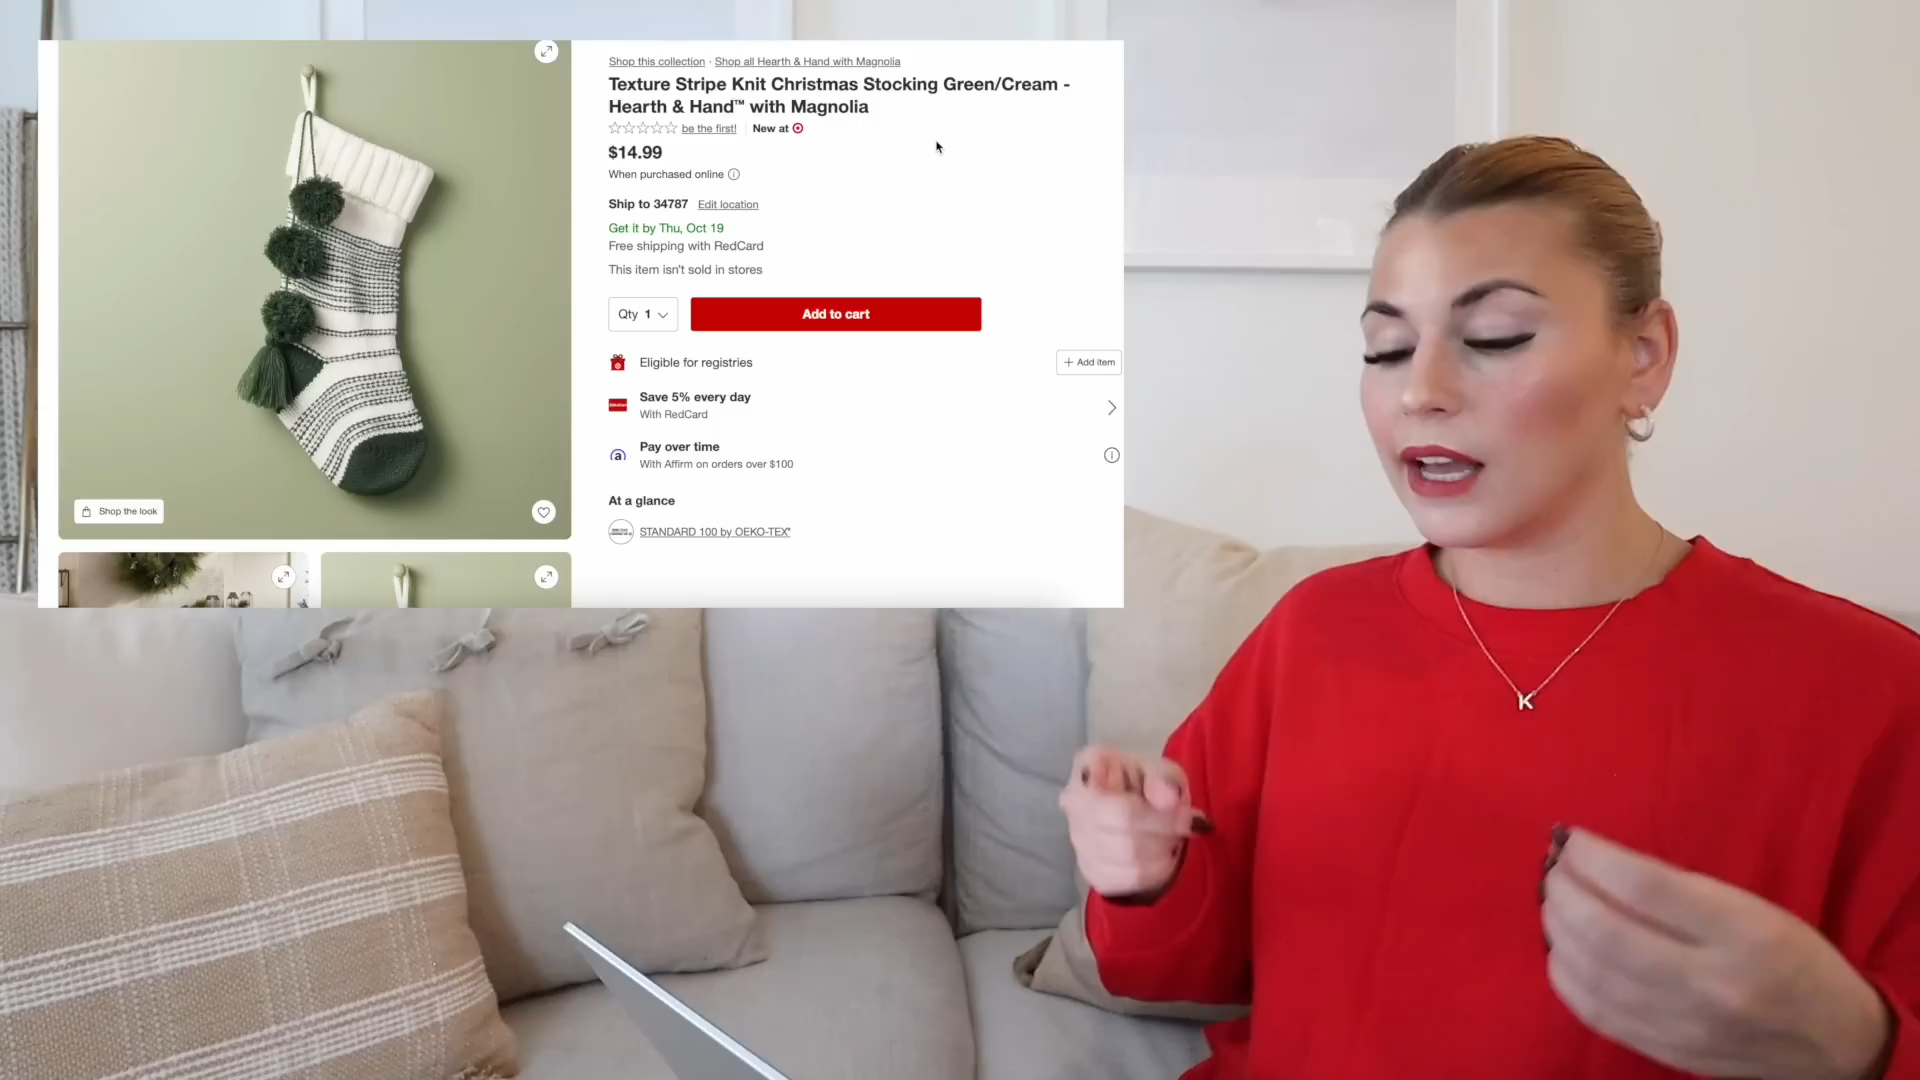 Shop this collection · Shop all Hearth & Hand with Magnolia
Texture Stripe Knit Christmas Stocking Green/Cream -
Hearth & Hand™ with Magnolia
be the first! New at
$14.99
When purchased online
Ship to 34787 Edit location
Get it by Thu, Oct 19
Free shipping with RedCard
This item isn't sold in stores
Qty 1
Add to cart
Eligible for registries
+ Add item
Save 5% every day
With RedCard
Pay over time
With Affirm on orders over $100
At a glance
STANDARD 100 by OEKO-TEX®
Shop the look
K